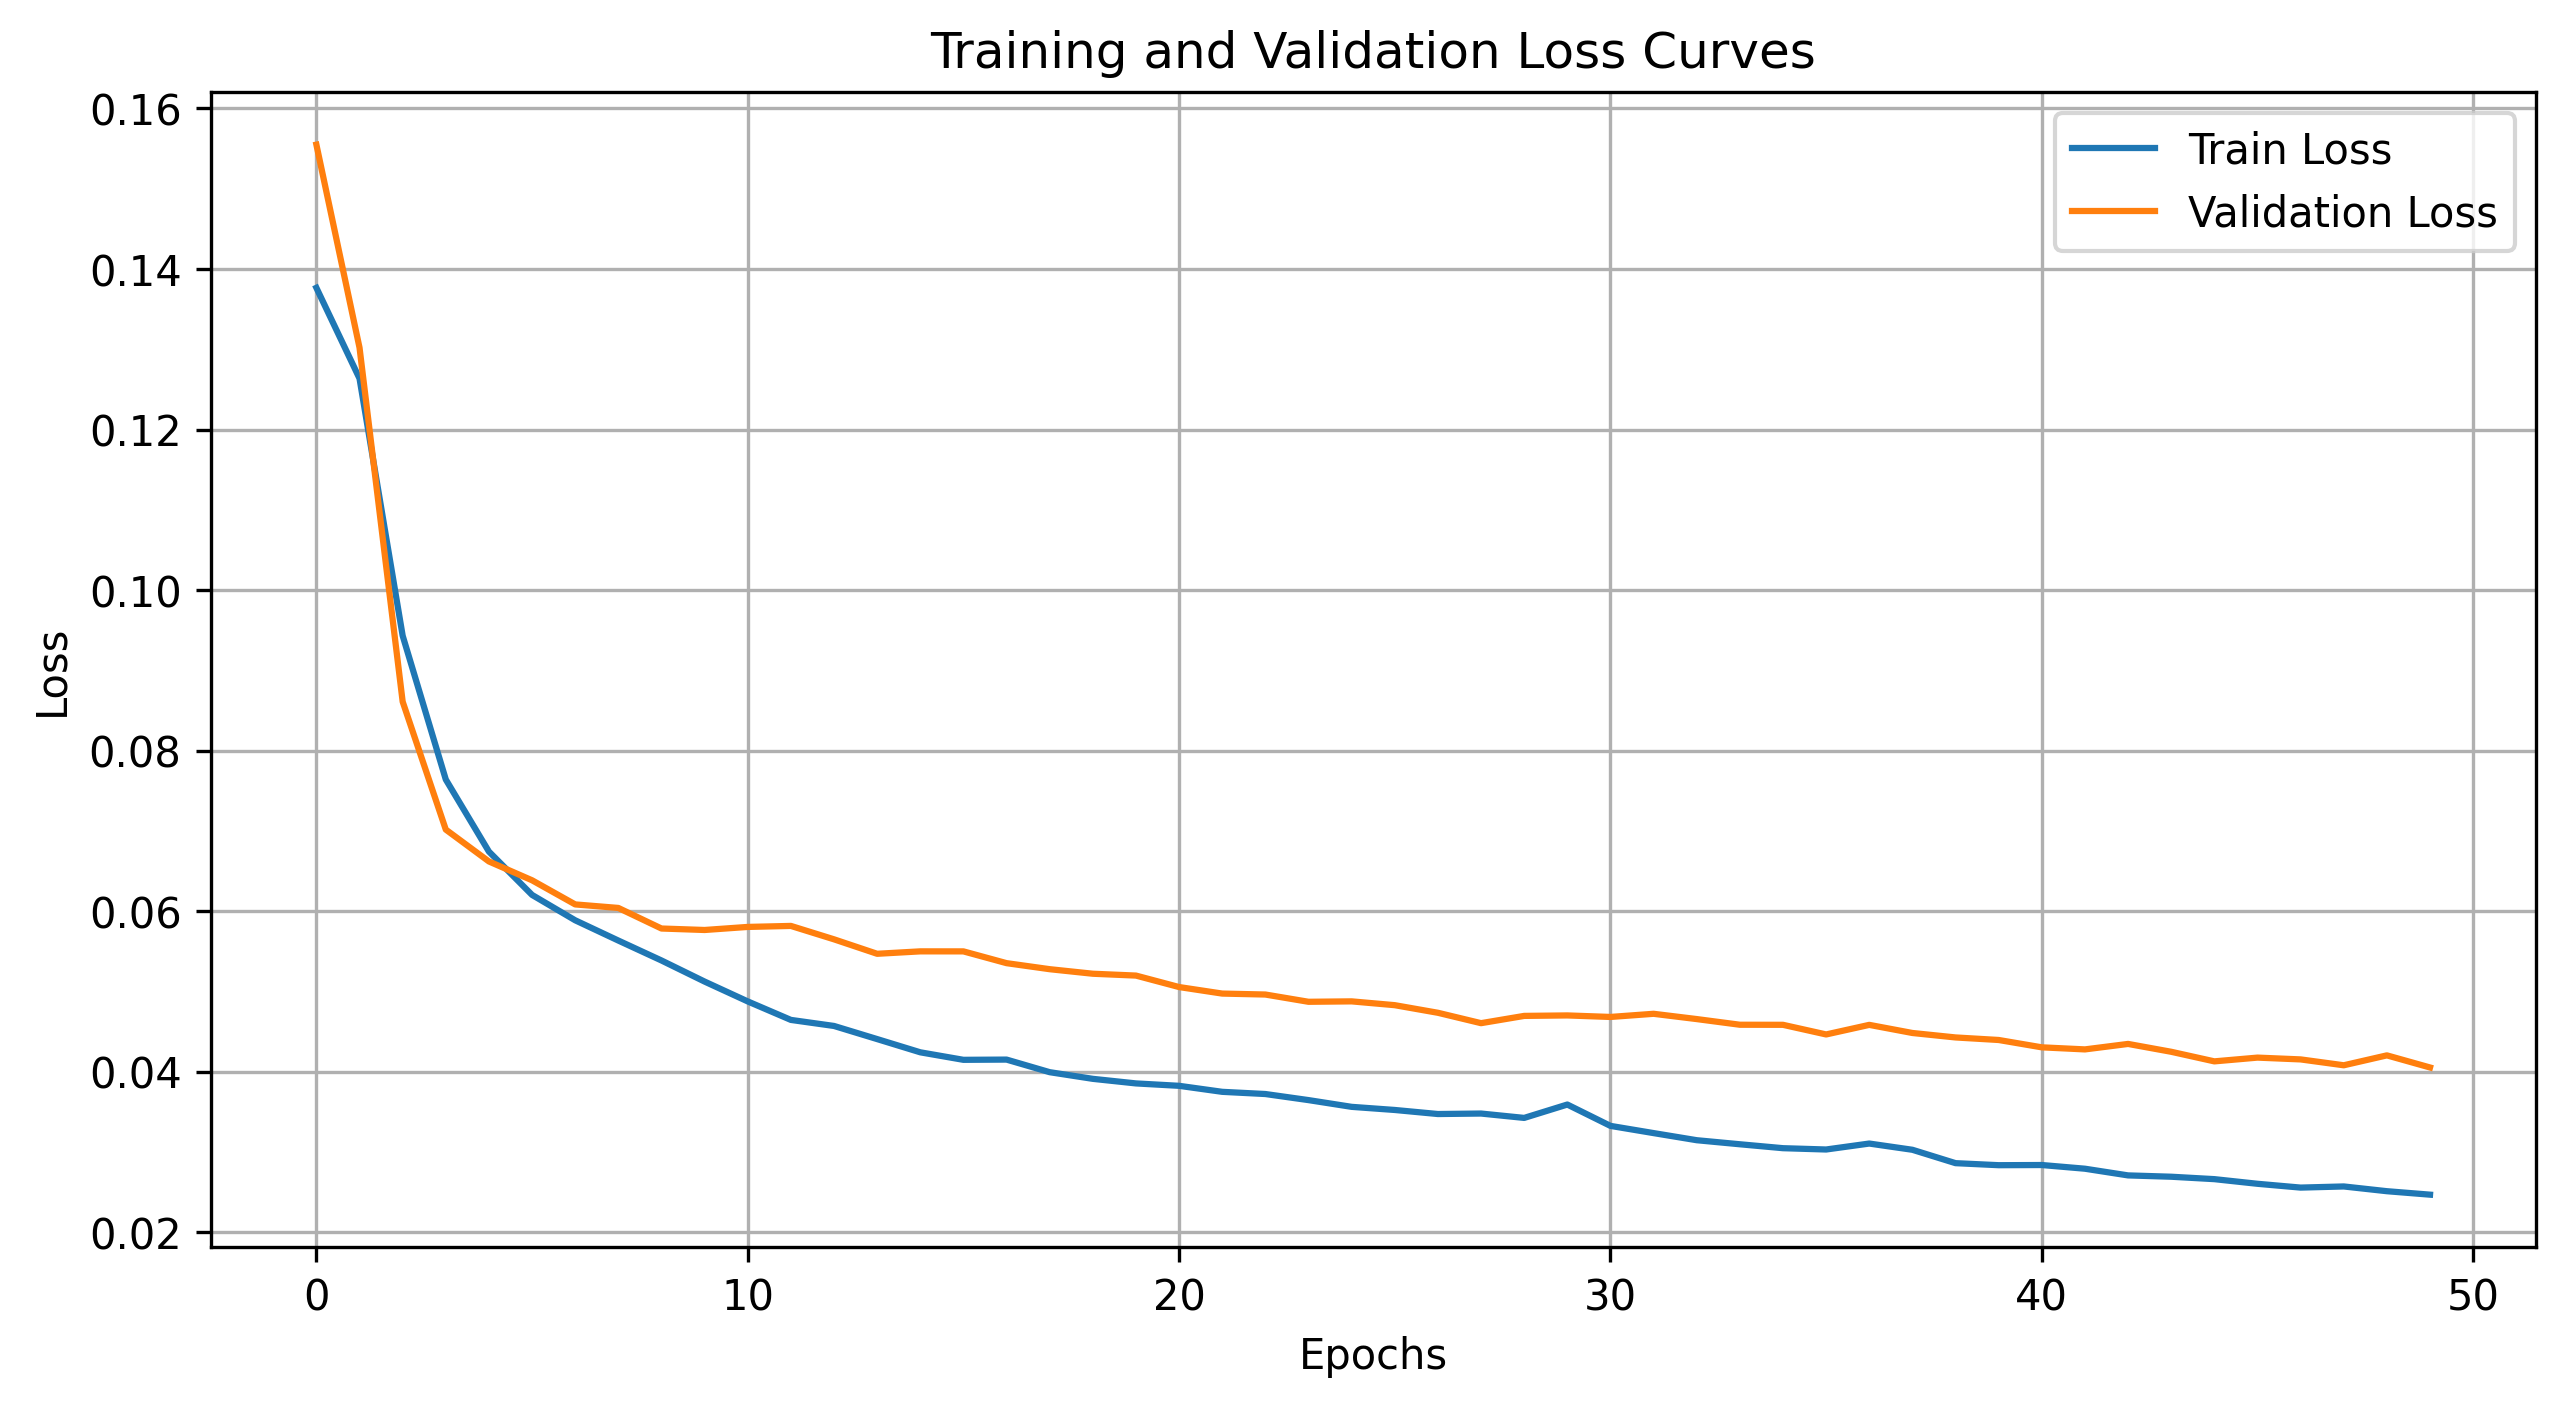 Training and Validation Loss Curves
Train Loss
Validation Loss
0.16
0.14
0.12
0.10
0.08
0.06
0.04
0.02
Loss
0 10 20 30 40 50
Epochs